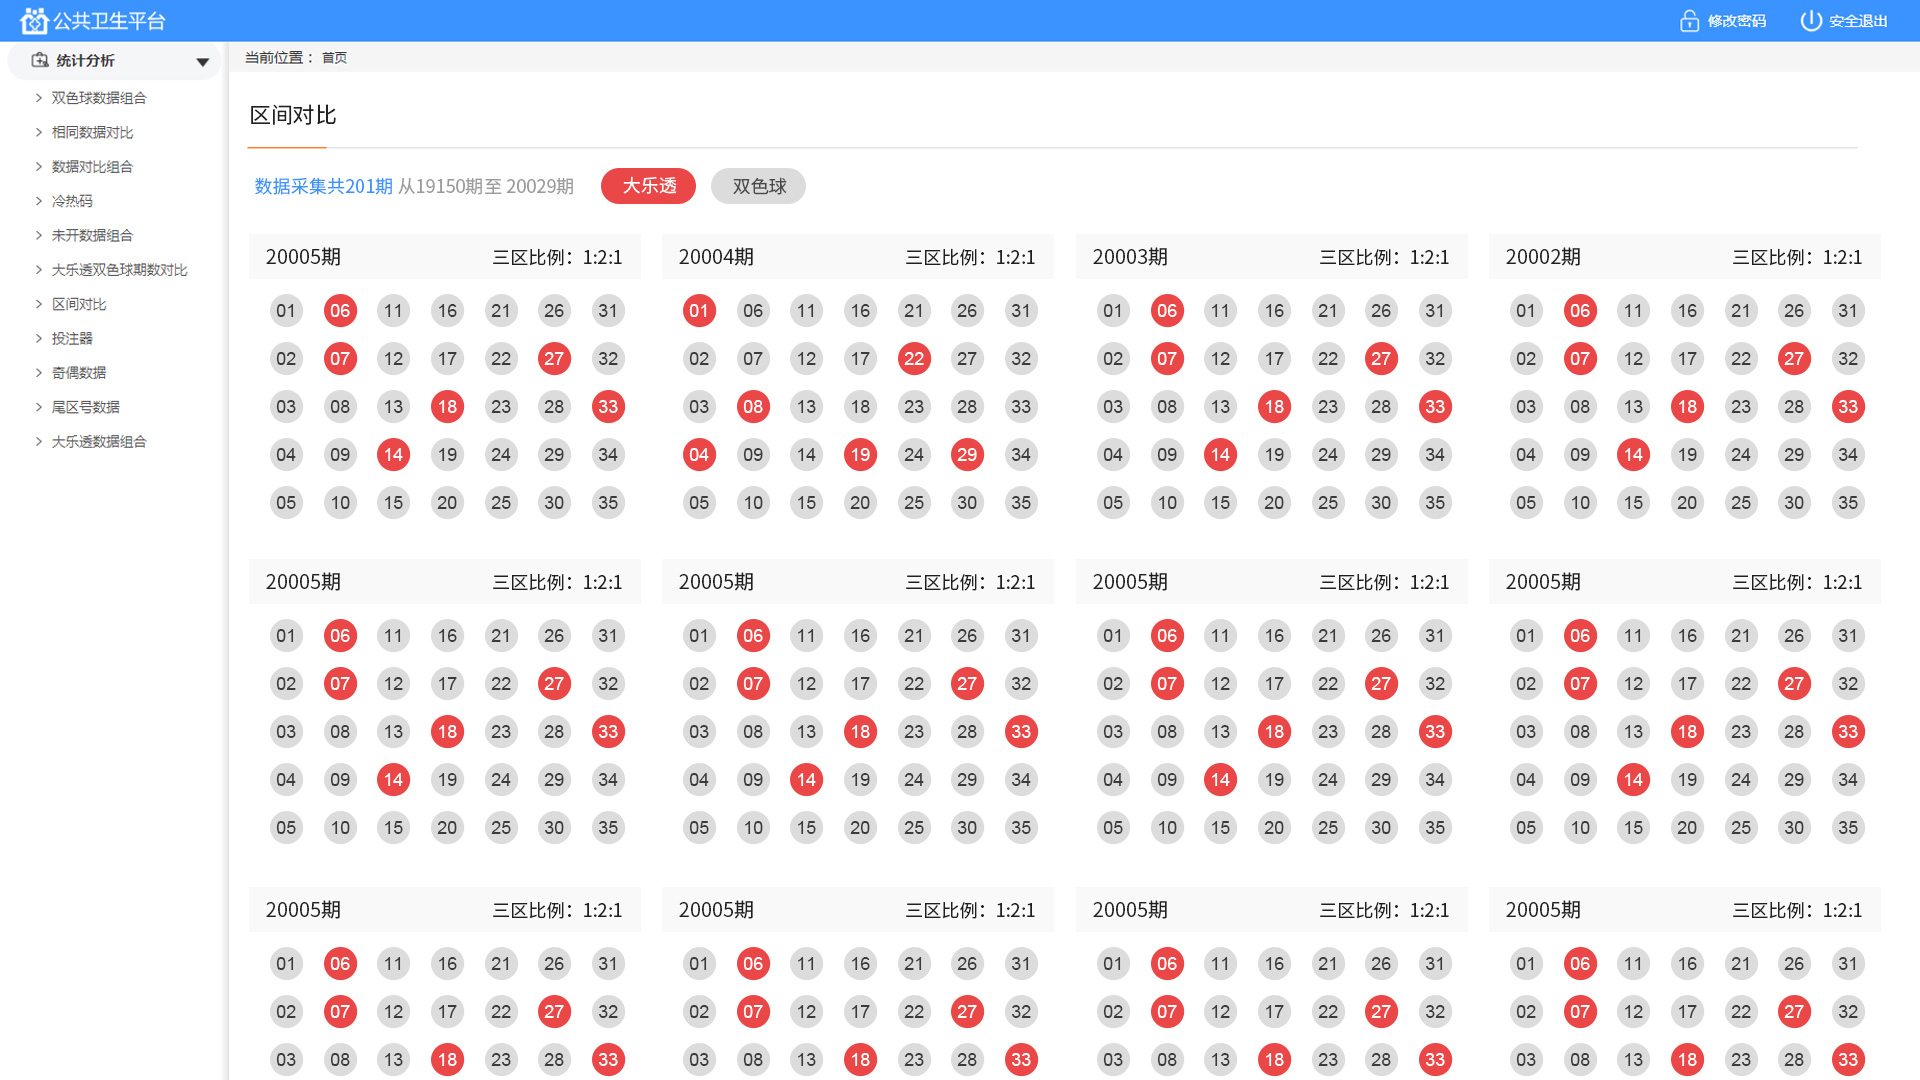 公共卫生平台
修改密码 安全退出
统计分析
双色球数据组合
相同数据对比
数据对比组合
冷热码
未开数据组合
大乐透双色球期数对比
区间对比
投注器
奇偶数据
尾区号数据
大乐透数据组合
当前位置 : 首页
区间对比
数据采集共201期 从19150期至 20029期 大乐透 双色球
20005期 三区比例：1:2:1
01 06 11 16 21 26 31
02 07 12 17 22 27 32
03 08 13 18 23 28 33
04 09 14 19 24 29 34
05 10 15 20 25 30 35
20004期 三区比例：1:2:1
01 06 11 16 21 26 31
02 07 12 17 22 27 32
03 08 13 18 23 28 33
04 09 14 19 24 29 34
05 10 15 20 25 30 35
20003期 三区比例：1:2:1
01 06 11 16 21 26 31
02 07 12 17 22 27 32
03 08 13 18 23 28 33
04 09 14 19 24 29 34
05 10 15 20 25 30 35
20002期 三区比例：1:2:1
01 06 11 16 21 26 31
02 07 12 17 22 27 32
03 08 13 18 23 28 33
04 09 14 19 24 29 34
05 10 15 20 25 30 35
20005期 三区比例：1:2:1
01 06 11 16 21 26 31
02 07 12 17 22 27 32
03 08 13 18 23 28 33
04 09 14 19 24 29 34
05 10 15 20 25 30 35
20005期 三区比例：1:2:1
01 06 11 16 21 26 31
02 07 12 17 22 27 32
03 08 13 18 23 28 33
04 09 14 19 24 29 34
05 10 15 20 25 30 35
20005期 三区比例：1:2:1
01 06 11 16 21 26 31
02 07 12 17 22 27 32
03 08 13 18 23 28 33
04 09 14 19 24 29 34
05 10 15 20 25 30 35
20005期 三区比例：1:2:1
01 06 11 16 21 26 31
02 07 12 17 22 27 32
03 08 13 18 23 28 33
04 09 14 19 24 29 34
05 10 15 20 25 30 35
20005期 三区比例：1:2:1
01 06 11 16 21 26 31
02 07 12 17 22 27 32
03 08 13 18 23 28 33
20005期 三区比例：1:2:1
01 06 11 16 21 26 31
02 07 12 17 22 27 32
03 08 13 18 23 28 33
20005期 三区比例：1:2:1
01 06 11 16 21 26 31
02 07 12 17 22 27 32
03 08 13 18 23 28 33
20005期 三区比例：1:2:1
01 06 11 16 21 26 31
02 07 12 17 22 27 32
03 08 13 18 23 28 33